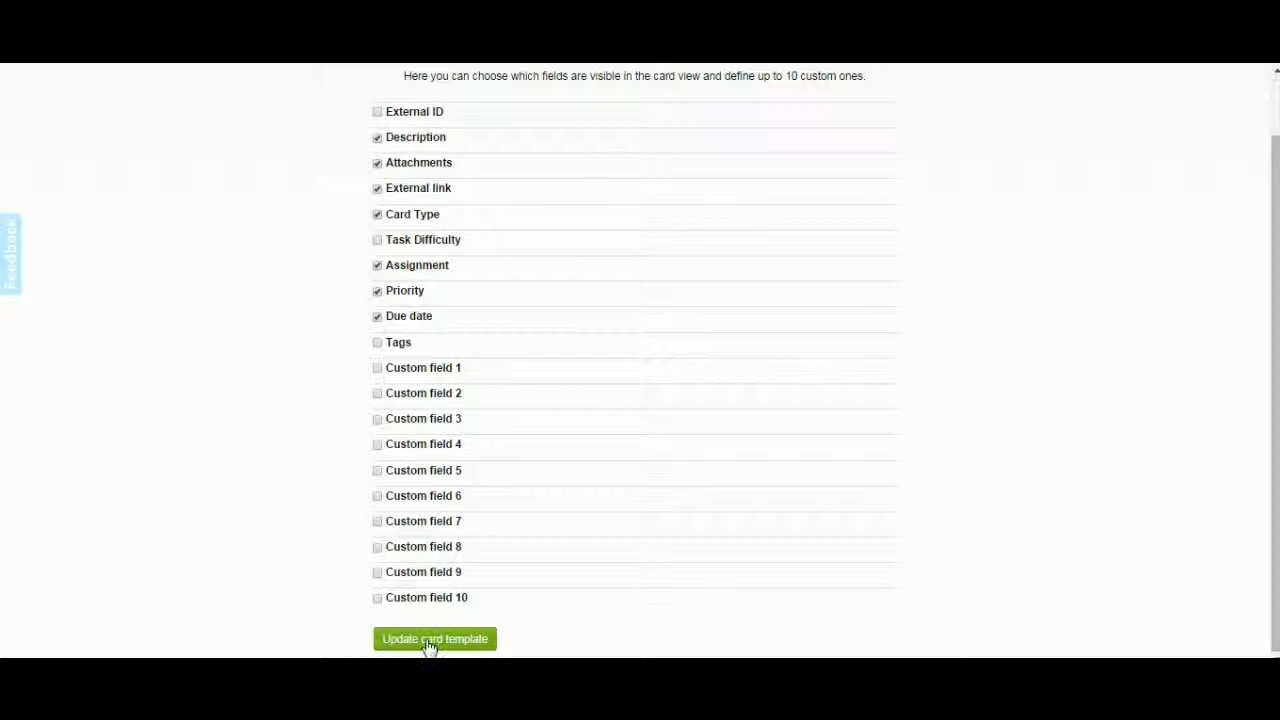 Here you can choose which fields are visible in the card view and define up to 10 custom ones.
External ID
Description
Attachments
External link
Card Type
Task Difficulty
Assignment
Priority
Due date
Tags
Custom field 1
Custom field 2
Custom field 3
Custom field 4
Custom field 5
Custom field 6
Custom field 7
Custom field 8
Custom field 9
Custom field 10
Update card template
Feedback